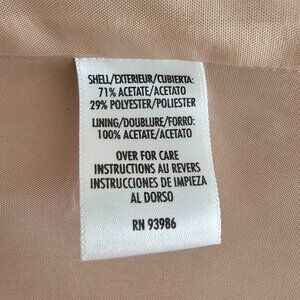 SHELL/EXTERIEUR/CUBIERTA:
71% ACETATE/ACETATO
29% POLYESTER/POLIESTER
LINING/DOUBLURE/FORRO:
100% ACETATE/ACETATO
OVER FOR CARE
INSTRUCTIONS AU REVERS
INSTRUCCIONES DE IMPIEZA
AL DORSO
RN 93986